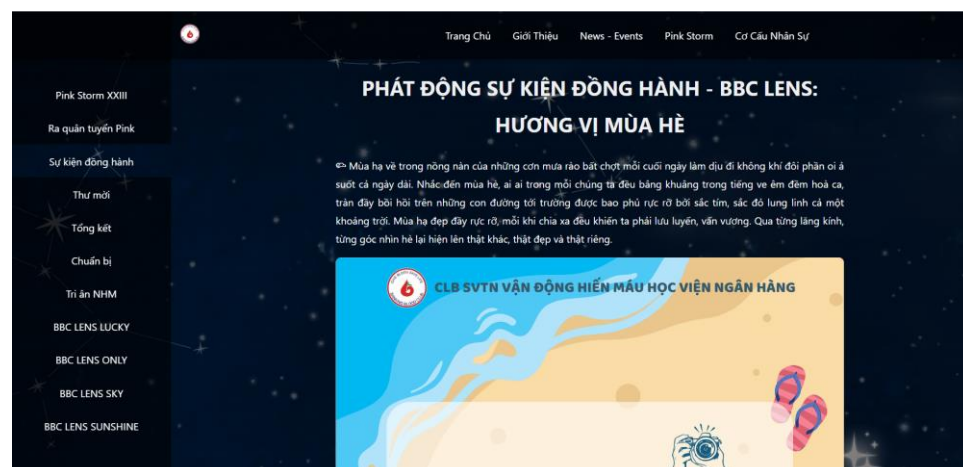 Trang Chủ Giới Thiệu News - Events Pink Storm Cơ Cấu Nhân Sự
Pink Storm XXIII
Ra quân tuyến Pink
Sự kiện đồng hành
Thư mời
Tổng kết
Chuẩn bị
Tri ân NHM
BBC LENS LUCKY
BBC LENS ONLY
BBC LENS SKY
BBC LENS SUNSHINE
PHÁT ĐỘNG SỰ KIỆN ĐỒNG HÀNH - BBC LENS:
HƯƠNG VỊ MÙA HÈ
Mùa hạ về trong nồng nàn của những cơn mưa rào bất chợt mỗi cuối ngày làm dịu đi không khí đôi phần oi ả
suốt cả ngày dài. Nhắc đến mùa hè, ai ai trong mỗi chúng ta đều bâng khuâng trong tiếng ve êm đềm hoà ca,
tràn đầy bồi hồi trên những con đường tới trường được bao phủ rực rỡ bởi sắc tím, sắc đỏ lung linh cả một
khoảng trời. Mùa hạ đẹp đầy rực rỡ, mỗi khi chia xa đều khiến ta phải lưu luyến, vấn vương. Qua từng lăng kính,
từng góc nhìn hè lại hiện lên thật khác, thật đẹp và thật riêng.
CLB SVTN VẬN ĐỘNG HIẾN MÁU HỌC VIỆN NGÂN HÀNG